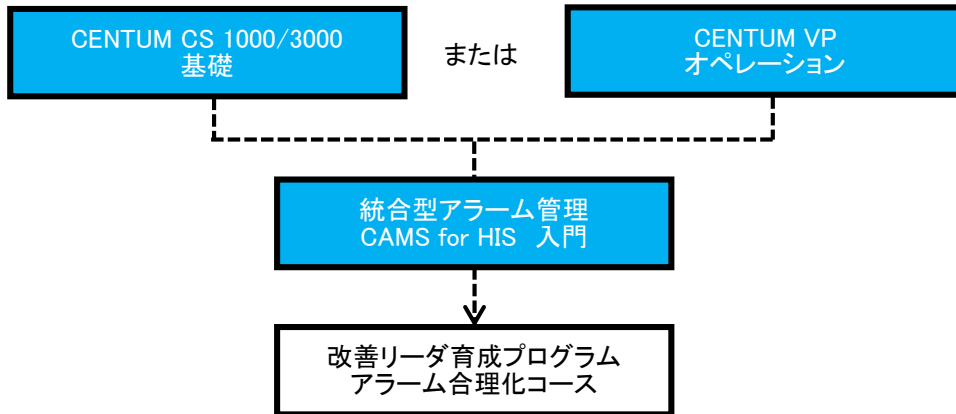 CENTUM CS 1000/3000
基礎
または
CENTUM VP
オペレーション
統合型アラーム管理
CAMS for HIS　入門
改善リーダ育成プログラム
アラーム合理化コース